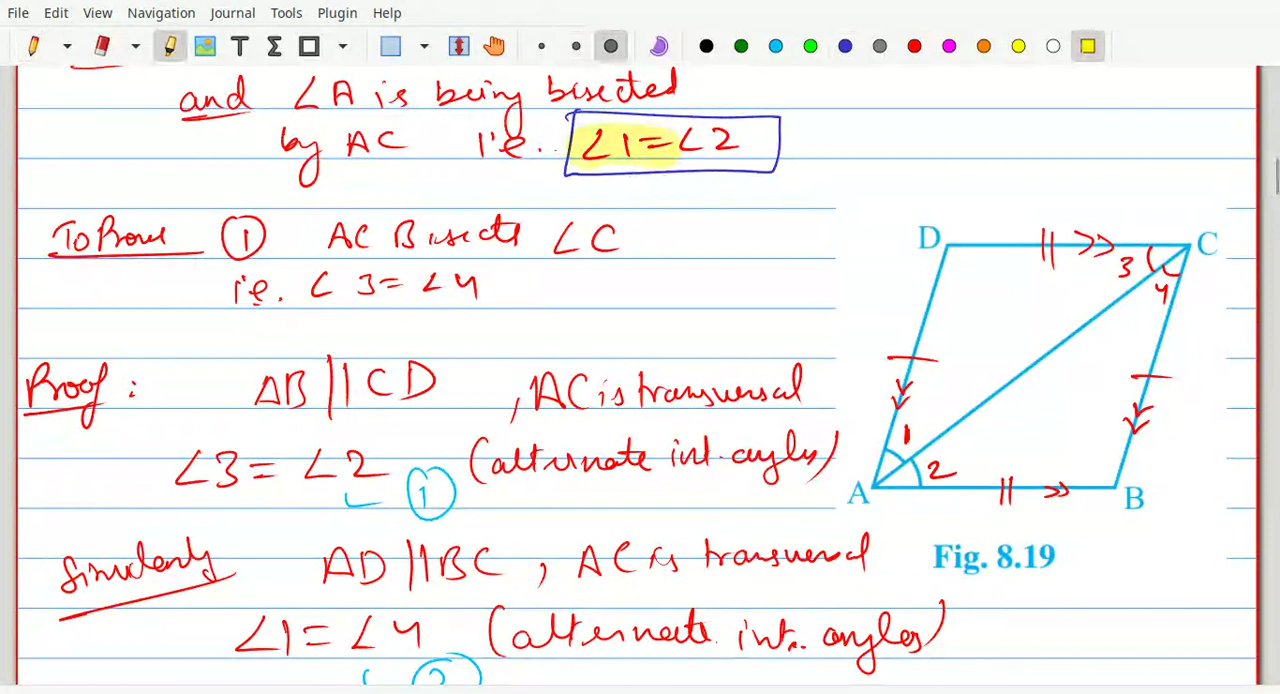 File Edit View Navigation Journal Tools Plugin Help
T Σ
and ∠A is being bisected
by AC i.e. ∠1=∠2
To Prove ① AC Bisects ∠C
i.e. ∠3=∠4
Proof: AB||CD, AC is transversal
∠3=∠2 (alternate int. angles) ①
Similarly AD||BC, AC is transversal
∠1=∠4 (alternate int. angles)
②
D C
3
4
1
2
A B
Fig. 8.19